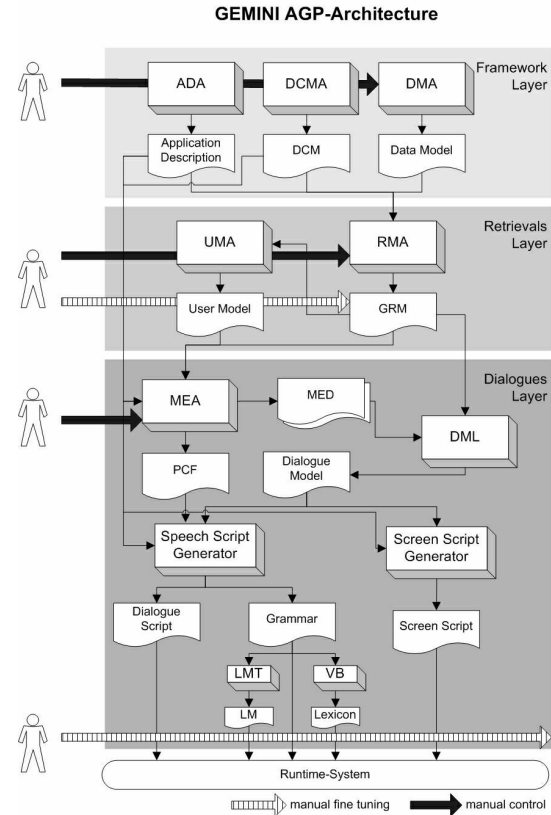 GEMINI AGP-Architecture
Framework
Layer
ADA
DCMA
DMA
Application
Description
DCM
Data Model
Retrievals
Layer
UMA
RMA
User Model
GRM
Dialogues
Layer
MEA
MED
DML
PCF
Dialogue
Model
Speech Script
Generator
Screen Script
Generator
Dialogue
Script
Grammar
Screen Script
LMT
VB
LM
Lexicon
Runtime-System
manual fine tuning
manual control